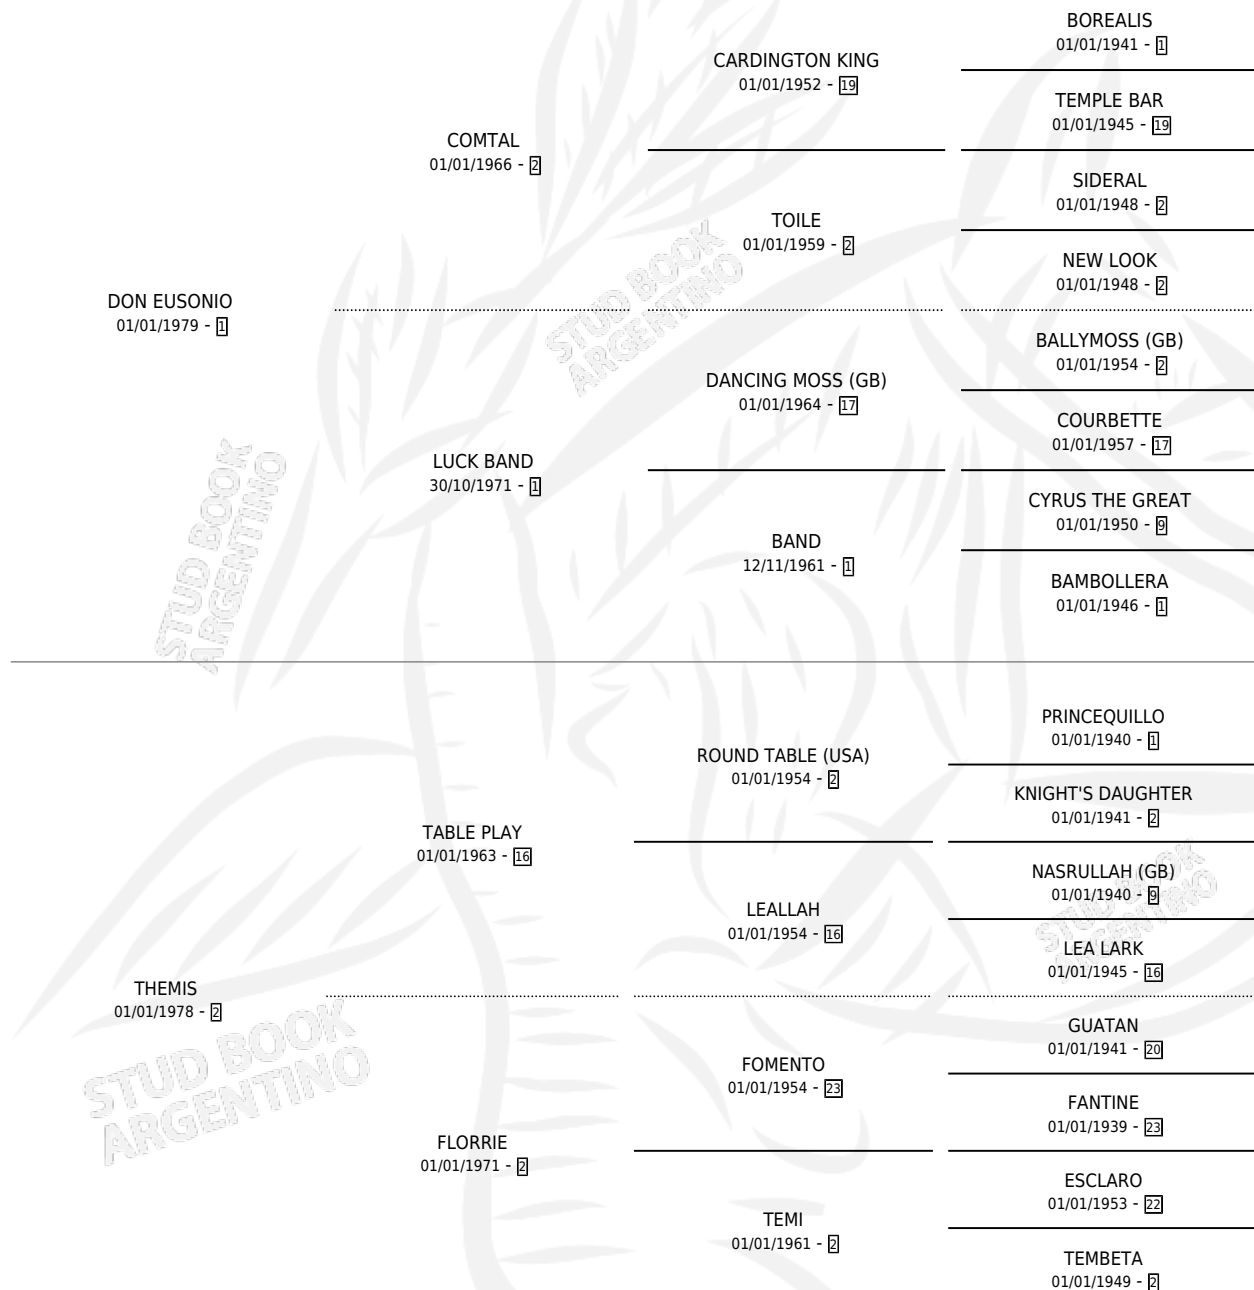 BOREALIS
01/01/1941 - 1
CARDINGTON KING
01/01/1952 - 19
TEMPLE BAR
01/01/1945 - 19
COMTAL
01/01/1966 - 2
SIDERAL
01/01/1948 - 2
TOILE
01/01/1959 - 2
NEW LOOK
01/01/1948 - 2
DON EUSONIO
01/01/1979 - 1
STUD BOOK
ARGENTINO
BALLYMOSS (GB)
01/01/1954 - 2
DANCING MOSS (GB)
01/01/1964 - 17
COURBETTE
01/01/1957 - 17
LUCK BAND
30/10/1971 - 1
CYRUS THE GREAT
01/01/1950 - 9
BAND
12/11/1961 - 1
BAMBOLLERA
01/01/1946 - 1
STUD BOOK
ARGENTINO
PRINCEQUILLO
01/01/1940 - 1
ROUND TABLE (USA)
01/01/1954 - 2
KNIGHT'S DAUGHTER
01/01/1941 - 2
TABLE PLAY
01/01/1963 - 16
NASRULLAH (GB)
01/01/1940 - 9
LEALLAH
01/01/1954 - 16
LEA LARK
01/01/1945 - 16
STUD BOOK
ARGENTINO
THEMIS
01/01/1978 - 2
GUATAN
01/01/1941 - 20
FOMENTO
01/01/1954 - 23
FANTINE
01/01/1939 - 23
STUD BOOK
ARGENTINO
FLORRIE
01/01/1971 - 2
ESCLARO
01/01/1953 - 22
TEMI
01/01/1961 - 2
TEMBETA
01/01/1949 - 2